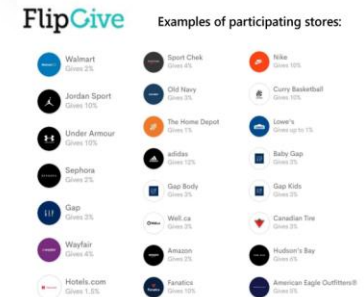 FlipGive
Examples of participating stores:
Walmart
Gives 2%
Jordan Sport
Gives 10%
Under Armour
Gives 10%
Sephora
Gives 2%
Gap
Gives 3%
Wayfair
Gives 4%
Hotels.com
Gives 1.5%
Sport Chek
Gives 4%
Old Navy
Gives 3%
The Home Depot
Gives 1%
adidas
Gives 12%
Gap Body
Gives 3%
Well.ca
Gives 3%
Amazon
Gives 3%
Fanatics
Gives 10%
Nike
Gives 10%
Curry Basketball
Gives 10%
Lowe's
Gives up to 1%
Baby Gap
Gives 3%
Gap Kids
Gives 3%
Canadian Tire
Gives 3%
Hudson's Bay
Gives 6%
American Eagle Outfitters®
Gives 3%